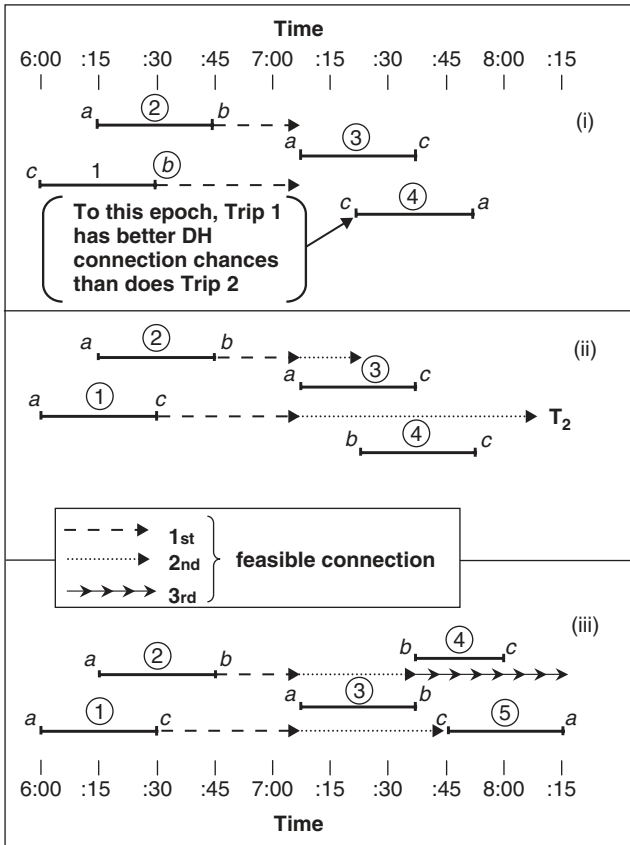 Time
6:00 :15 :30 :45 7:00 :15 :30 :45 8:00 :15
a 2 b
(i)
a 3 c
c 1 b
c 4 a
To this epoch, Trip 1
has better DH
connection chances
than does Trip 2
a 2 b
(ii)
a 3 c
a 1 c
T2
b 4 c
1st
2nd feasible connection
3rd
(iii)
b 4 c
a 2 b
a 3 b
a 1 c
c 5 a
6:00 :15 :30 :45 7:00 :15 :30 :45 8:00 :15
Time